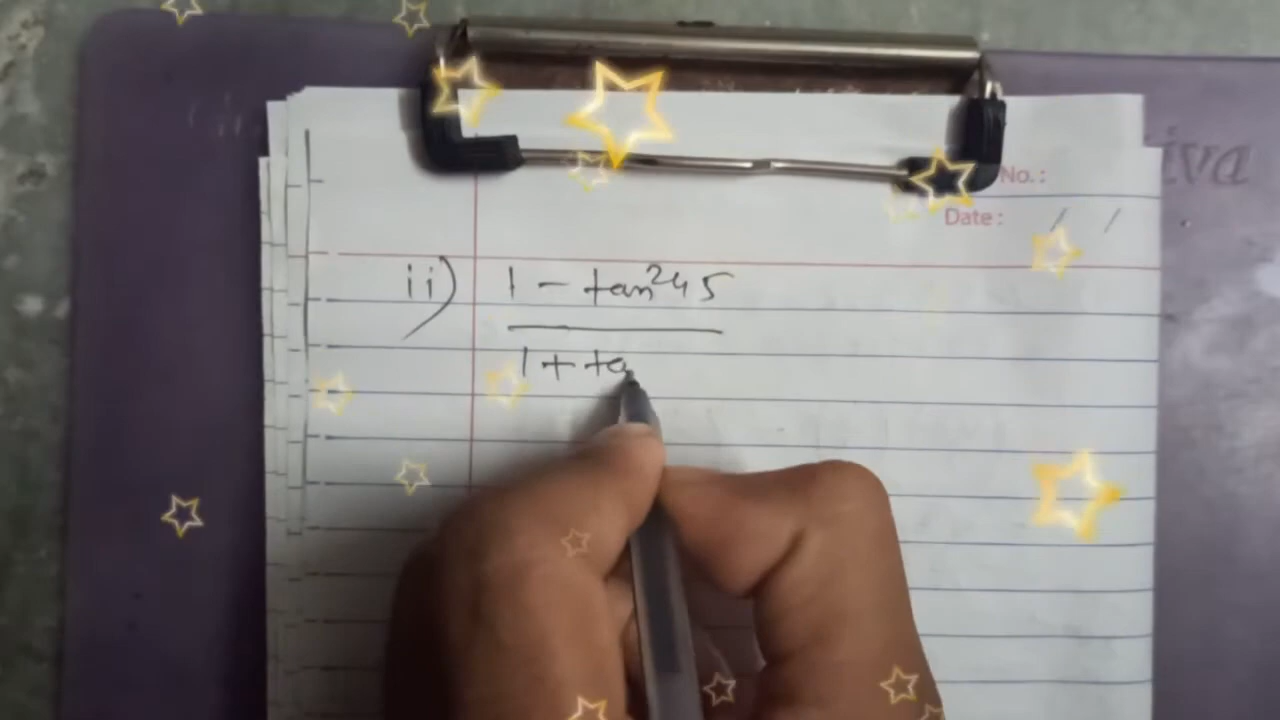 No.:
Date: / /
ii) 1 - tan²45
1 + ta